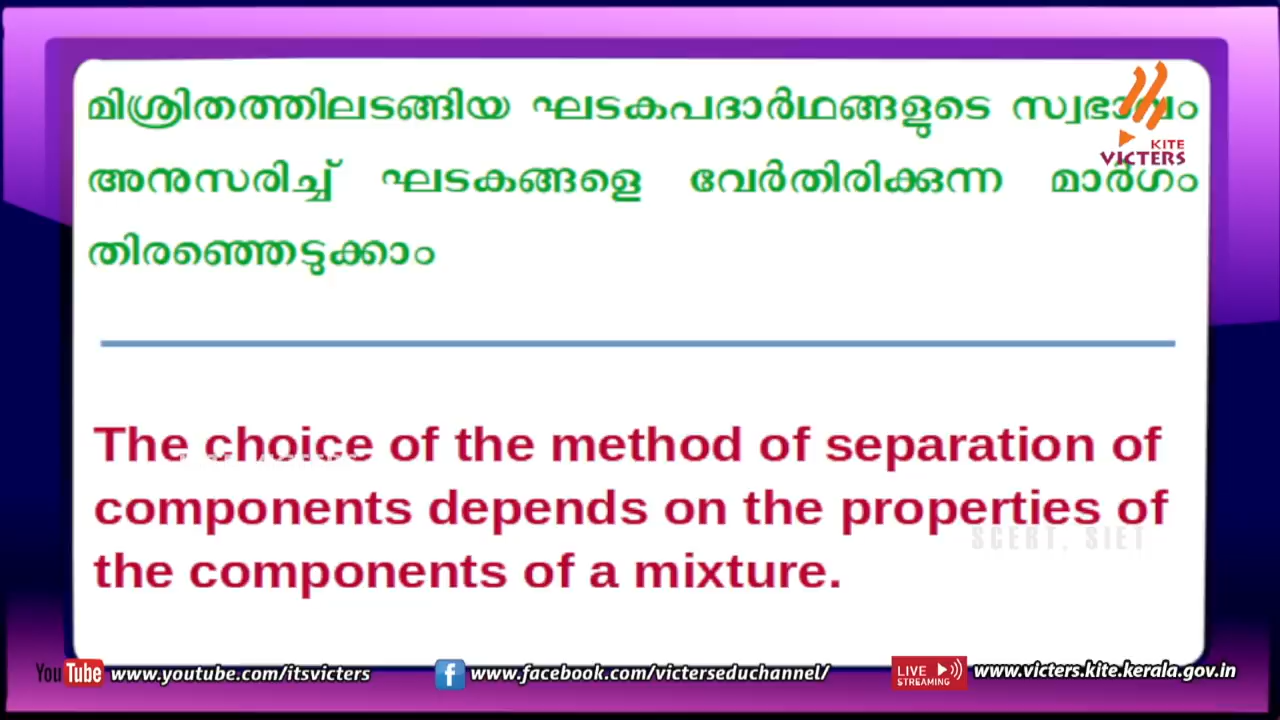 മിശ്രിതത്തിലടങ്ങിയ ഘടകപദാർഥങ്ങളുടെ സ്വഭാവം
അനുസരിച്ച് ഘടകങ്ങളെ വേർതിരിക്കുന്ന മാർഗം
തിരഞ്ഞെടുക്കാം
KITE
VICTERS
The choice of the method of separation of
components depends on the properties of
the components of a mixture.
SCERT, SIET
YouTube www.youtube.com/itsvicters
f www.facebook.com/victerseduchannel/
LIVE STREAMING www.victers.kite.kerala.gov.in